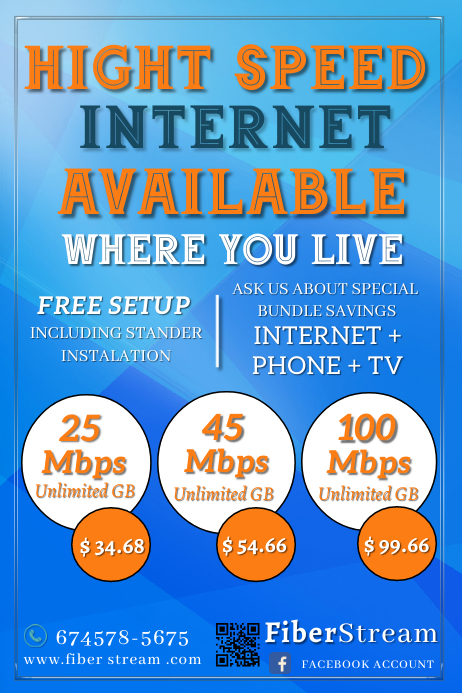 HIGHT SPEED
INTERNET
AVAILABLE
WHERE YOU LIVE
FREE SETUP
INCLUDING STANDER
INSTALATION
ASK US ABOUT SPECIAL
BUNDLE SAVINGS
INTERNET +
PHONE + TV
25
Mbps
Unlimited GB
$ 34.68
45
Mbps
Unlimited GB
$ 54.66
100
Mbps
Unlimited GB
$ 99.66
674578-5675
www.fiber stream .com
FiberStream
f FACEBOOK ACCOUNT